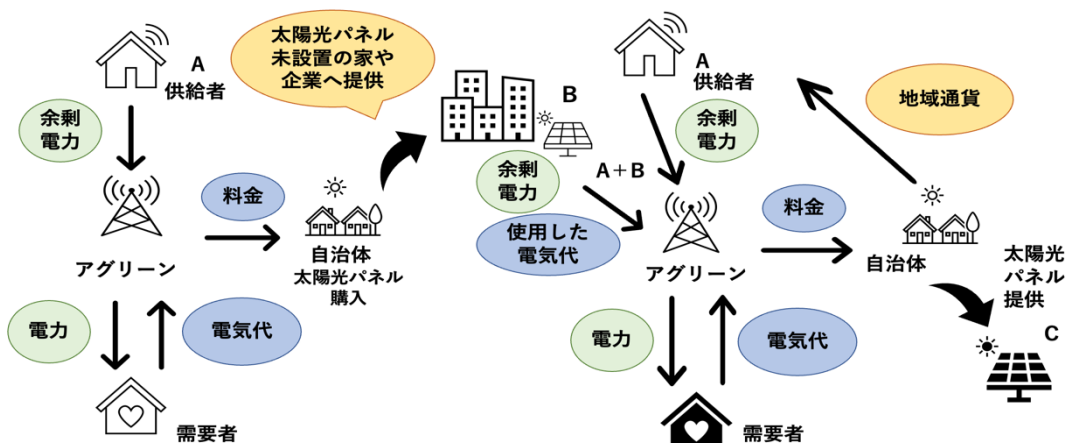 A
供給者
余剰
電力
太陽光パネル
未設置の家や
企業へ提供
アグリーン
料金
自治体
太陽光パネル
購入
電力
電気代
需要者
B
余剰
電力
使用した
電気代
A+B
A
供給者
余剰
電力
地域通貨
アグリーン
料金
自治体
太陽光
パネル
提供
C
電力
電気代
需要者